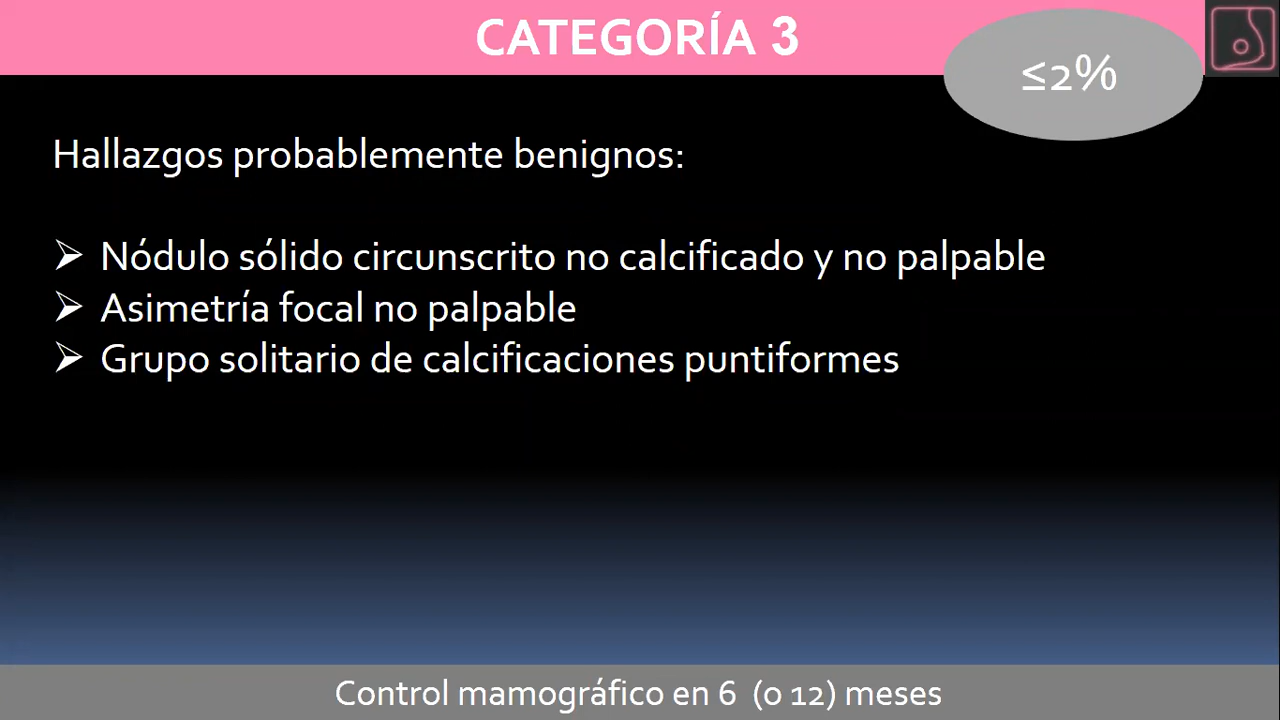 CATEGORÍA 3
≤2%
Hallazgos probablemente benignos:
➢ Nódulo sólido circunscrito no calcificado y no palpable
➢ Asimetría focal no palpable
➢ Grupo solitario de calcificaciones puntiformes
Control mamográfico en 6 (o 12) meses